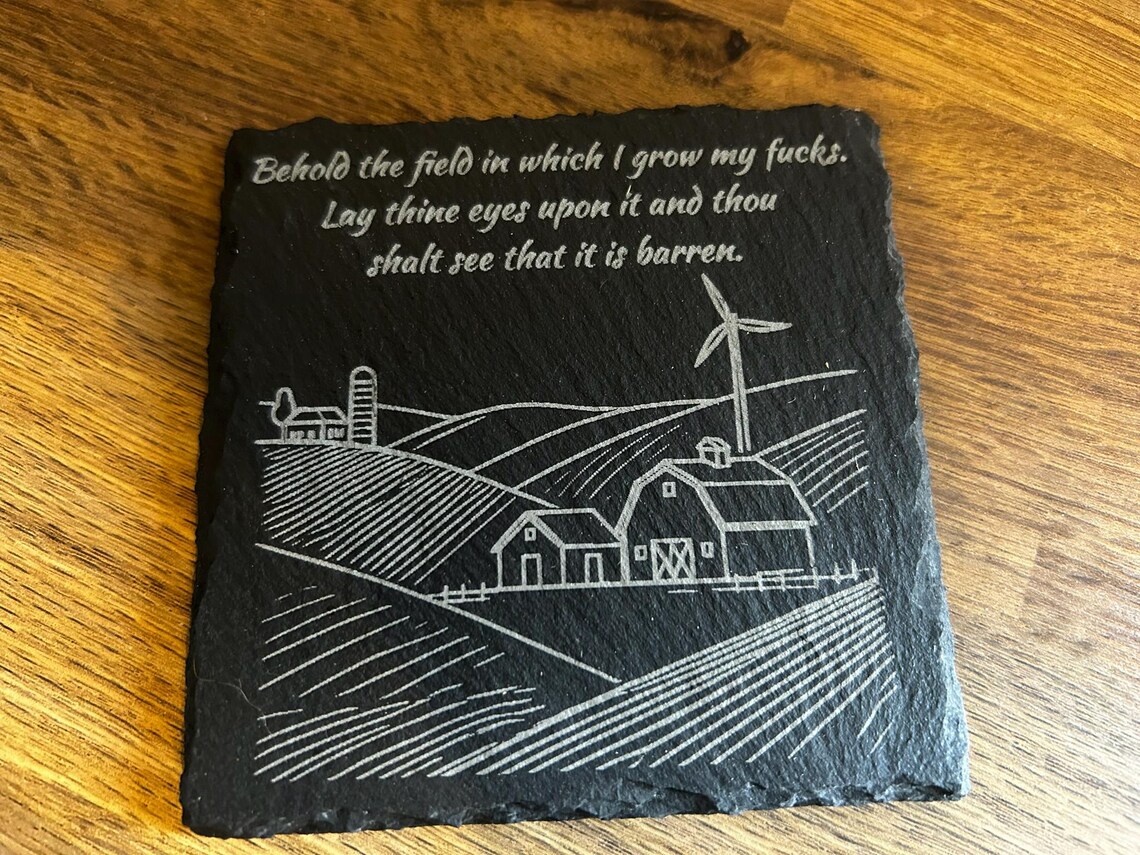 Behold the field in which I grow my fucks.
Lay thine eyes upon it and thou
shalt see that it is barren.